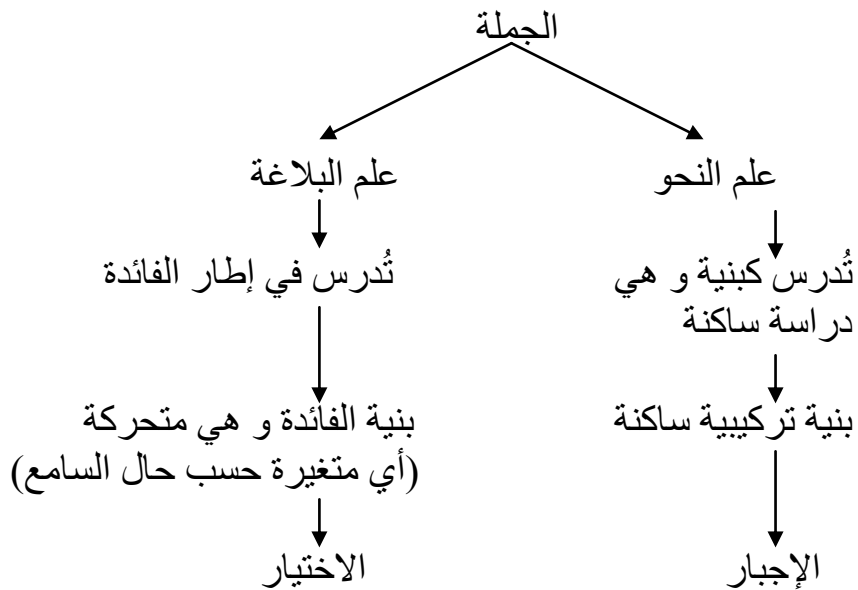 الجملة
علم النحو
علم البلاغة
تُدرس كبنية و هي
دراسة ساكنة
تُدرس في إطار الفائدة
بنية تركيبية ساكنة
بنية الفائدة و هي متحركة
(أي متغيرة حسب حال السامع)
الإجبار
الاختيار